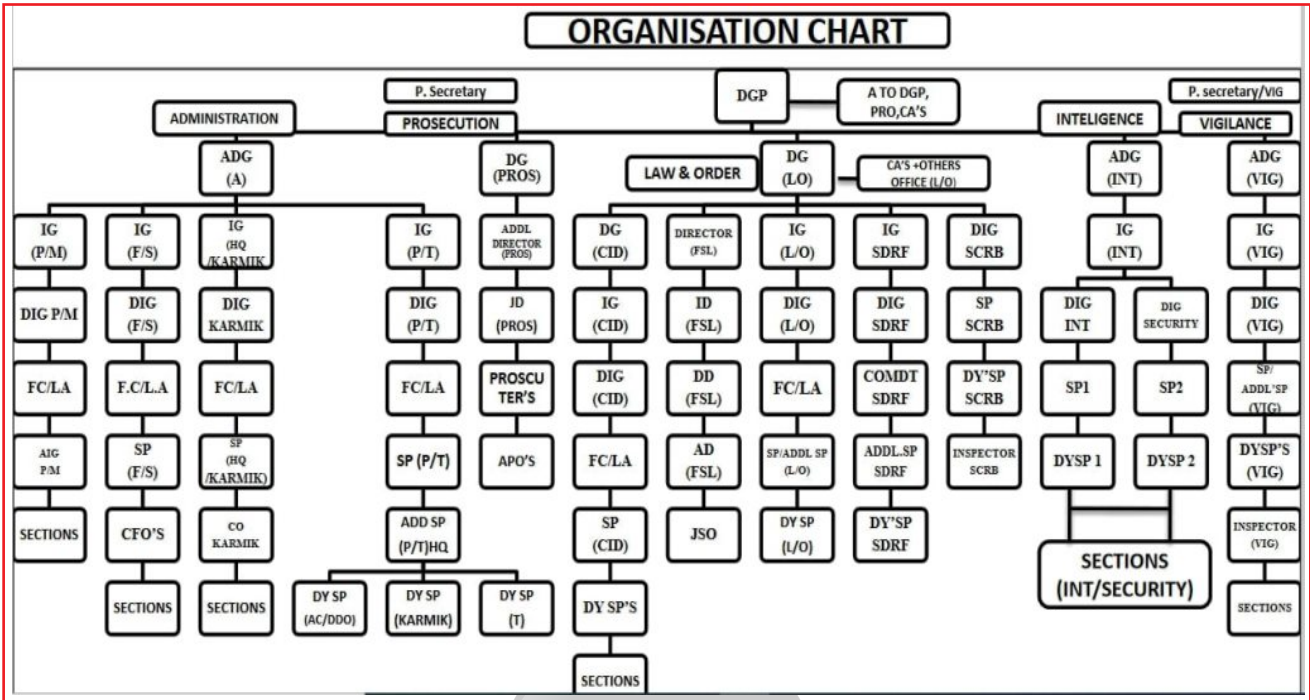 ORGANISATION CHART
P. Secretary
DGP
A TO DGP,
PRO,CA'S
P. secretary/VIG
ADMINISTRATION
PROSECUTION
INTELIGENCE
VIGILANCE
ADG
(A)
DG
(PROS)
LAW & ORDER
DG
(LO)
CA'S +OTHERS
OFFICE (L/O)
ADG
(INT)
ADG
(VIG)
IG
(P/M)
IG
(F/S)
IG
(HQ
/KARMIK
IG
(P/T)
ADDL
DIRECTOR
(PROS)
DG
(CID)
DIRECTOR
(FSL)
IG
(L/O)
IG
SDRF
DIG
SCRB
IG
(INT)
IG
(VIG)
DIG P/M
DIG
(F/S)
DIG
KARMIK
DIG
(P/T)
JD
(PROS)
IG
(CID)
ID
(FSL)
DIG
(L/O)
DIG
SDRF
SP
SCRB
DIG
INT
DIG
SECURITY
DIG
(VIG)
FC/LA
F.C/L.A
FC/LA
FC/LA
PROSCU
TER'S
DIG
(CID)
DD
(FSL)
FC/LA
COMDT
SDRF
DY'SP
SCRB
SP1
SP2
SP/
ADDL'SP
(VIG)
AIG
P/M
SP
(F/S)
SP
(HQ
/KARMIK)
SP (P/T)
APO'S
FC/LA
AD
(FSL)
SP/ADDL SP
(L/O)
ADDL.SP
SDRF
INSPECTOR
SCRB
DYSP 1
DYSP 2
DYSP'S
(VIG)
SECTIONS
CFO'S
CO
KARMIK
ADD SP
(P/T)HQ
SP
(CID)
JSO
DY SP
(L/O)
DY'SP
SDRF
SECTIONS
(INT/SECURITY)
INSPECTOR
(VIG)
SECTIONS
SECTIONS
DY SP
(AC/DDO)
DY SP
(KARMIK)
DY SP
(T)
DY SP'S
SECTIONS
SECTIONS